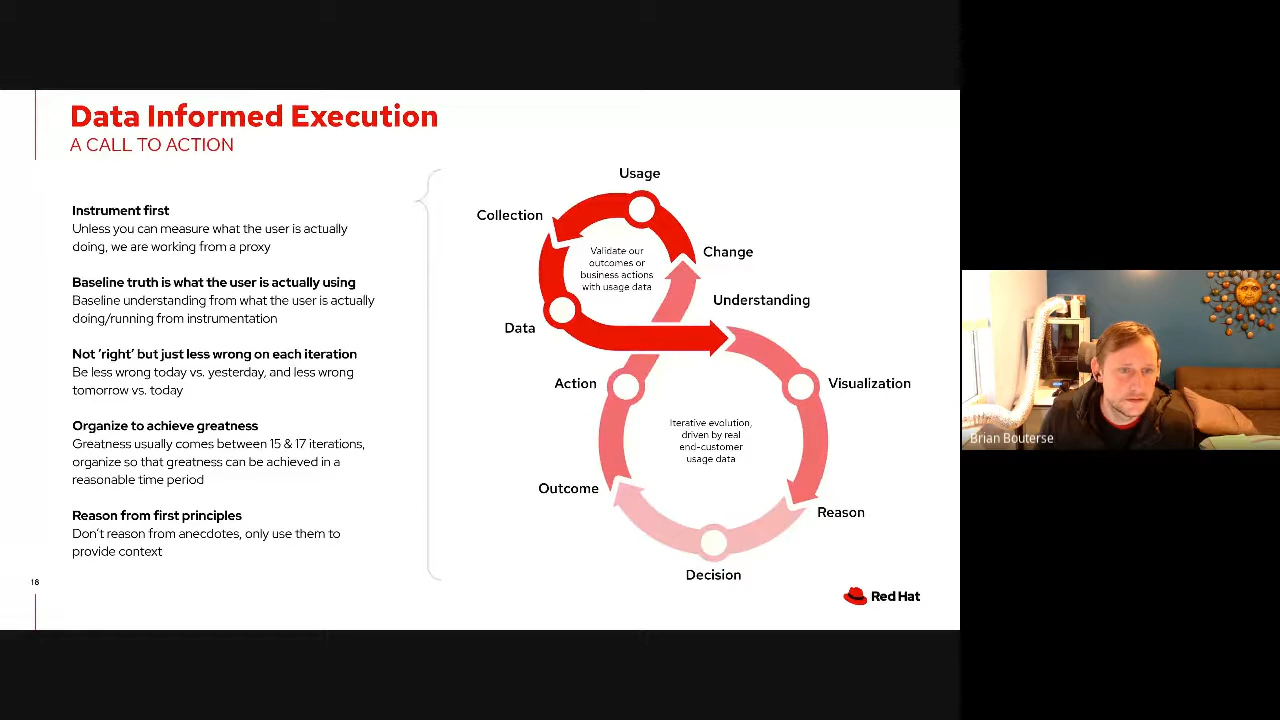 Data Informed Execution
A CALL TO ACTION
Instrument first
Unless you can measure what the user is actually
doing, we are working from a proxy
Baseline truth is what the user is actually using
Baseline understanding from what the user is actually
doing/running from instrumentation
Not ‘right’ but just less wrong on each iteration
Be less wrong today vs. yesterday, and less wrong
tomorrow vs. today
Organize to achieve greatness
Greatness usually comes between 15 & 17 iterations,
organize so that greatness can be achieved in a
reasonable time period
Reason from first principles
Don’t reason from anecdotes, only use them to
provide context
Usage
Collection
Change
Validate our
outcomes or
business actions
with usage data
Understanding
Data
Action
Visualization
Iterative evolution,
driven by real
end-customer
usage data
Outcome
Reason
Decision
18
Red Hat
Brian Bouterse